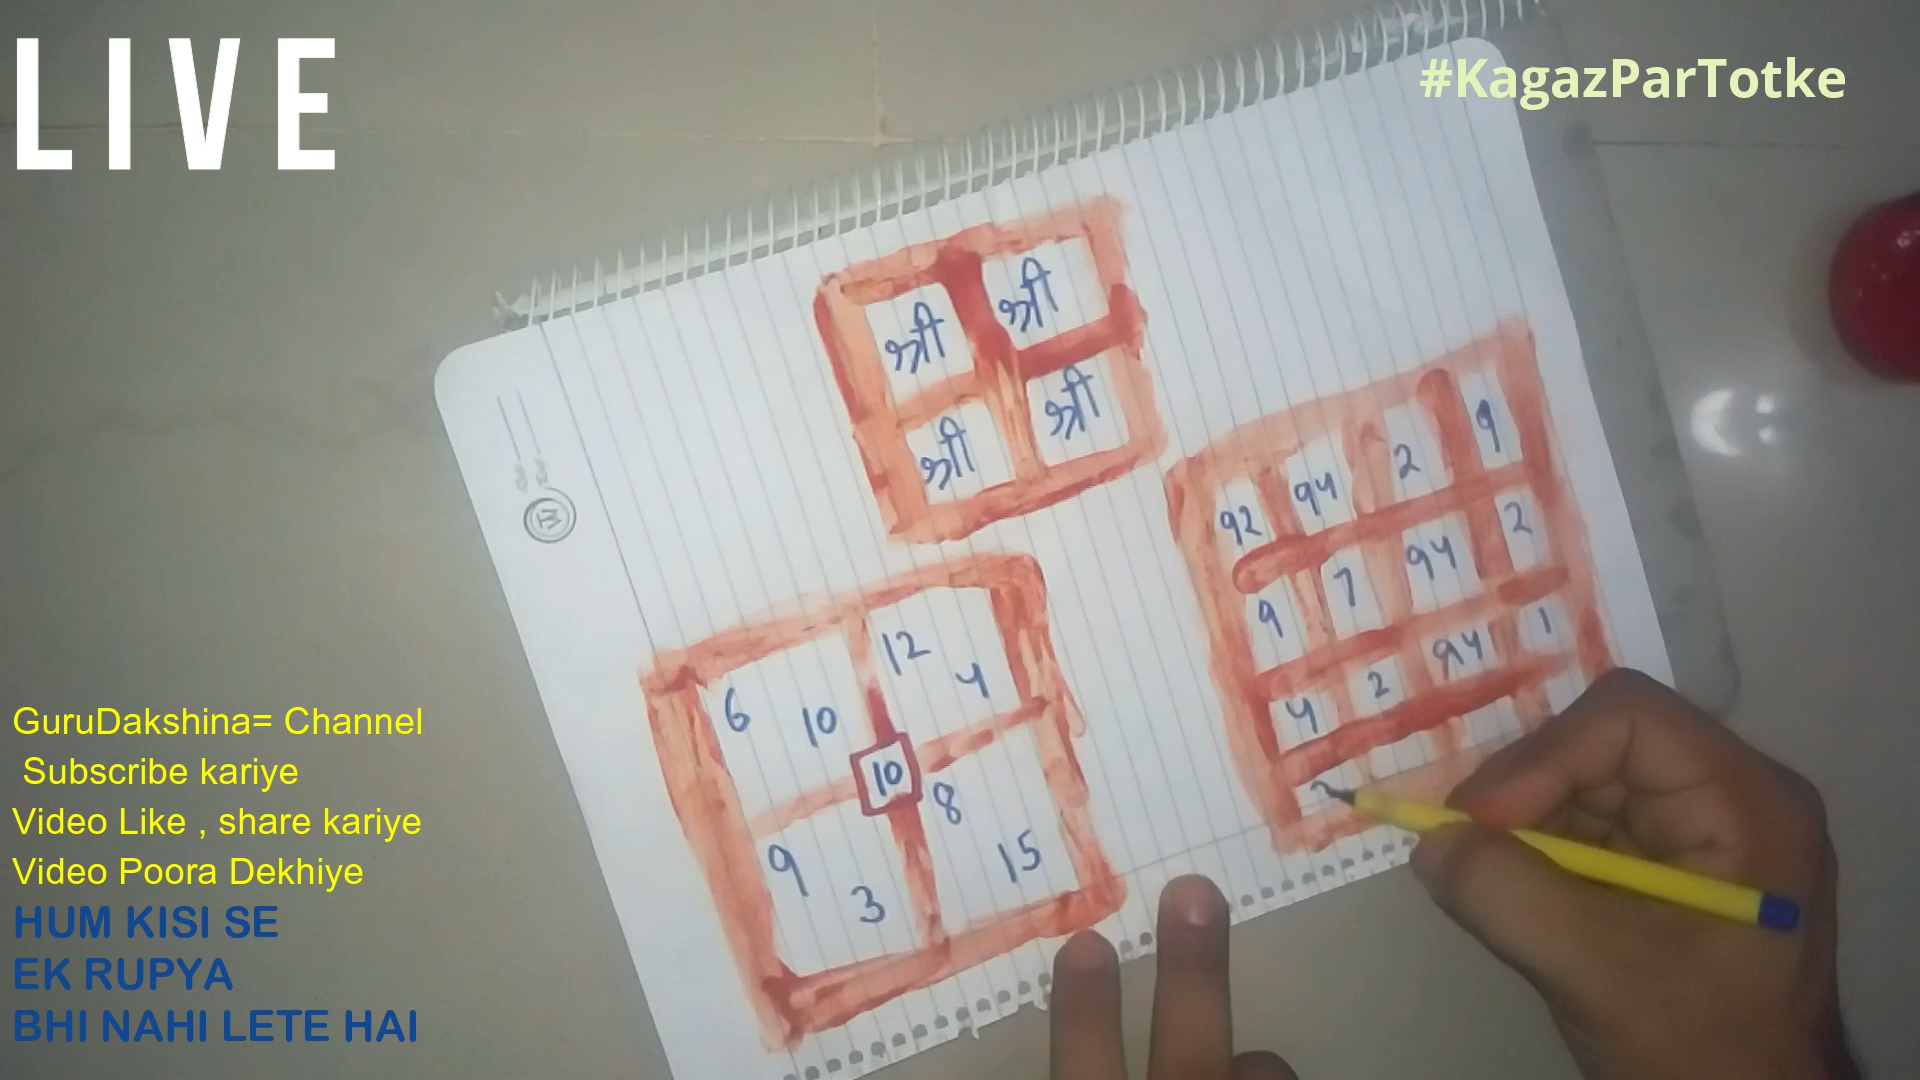 LIVE
#KagazParTotke
श्री श्री
श्री श्री
92 94 2 9
9 7 94 2
4 2 94 1
6 10 12 4
10
9 3 8 15
GuruDakshina= Channel
Subscribe kariye
Video Like , share kariye
Video Poora Dekhiye
HUM KISI SE
EK RUPYA
BHI NAHI LETE HAI